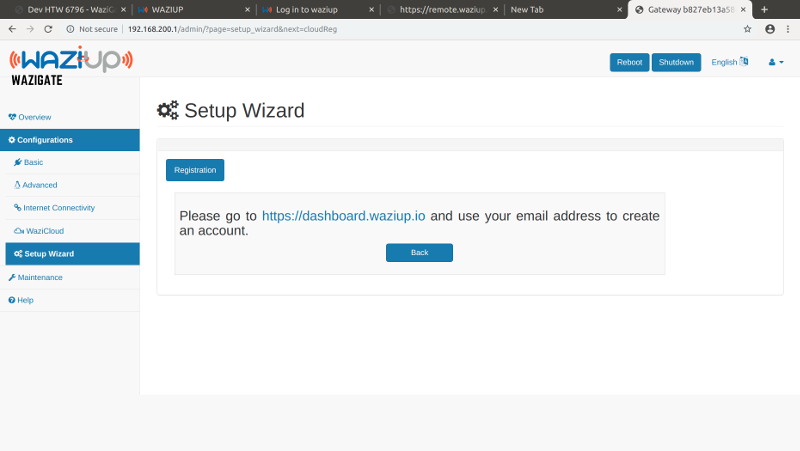 Dev HTW 6796 - WaziG
WAZIUP
Log in to waziup
https://remote.waziup.
New Tab
Gateway b827eb13a58
Not secure | 192.168.200.1/admin/?page=setup_wizard&next=cloudReg
WAZIUP
WAZIGATE
Reboot
Shutdown
English
Overview
Configurations
Basic
Advanced
Internet Connectivity
WaziCloud
Setup Wizard
Maintenance
Help
Setup Wizard
Registration
Please go to https://dashboard.waziup.io and use your email address to create
an account.
Back